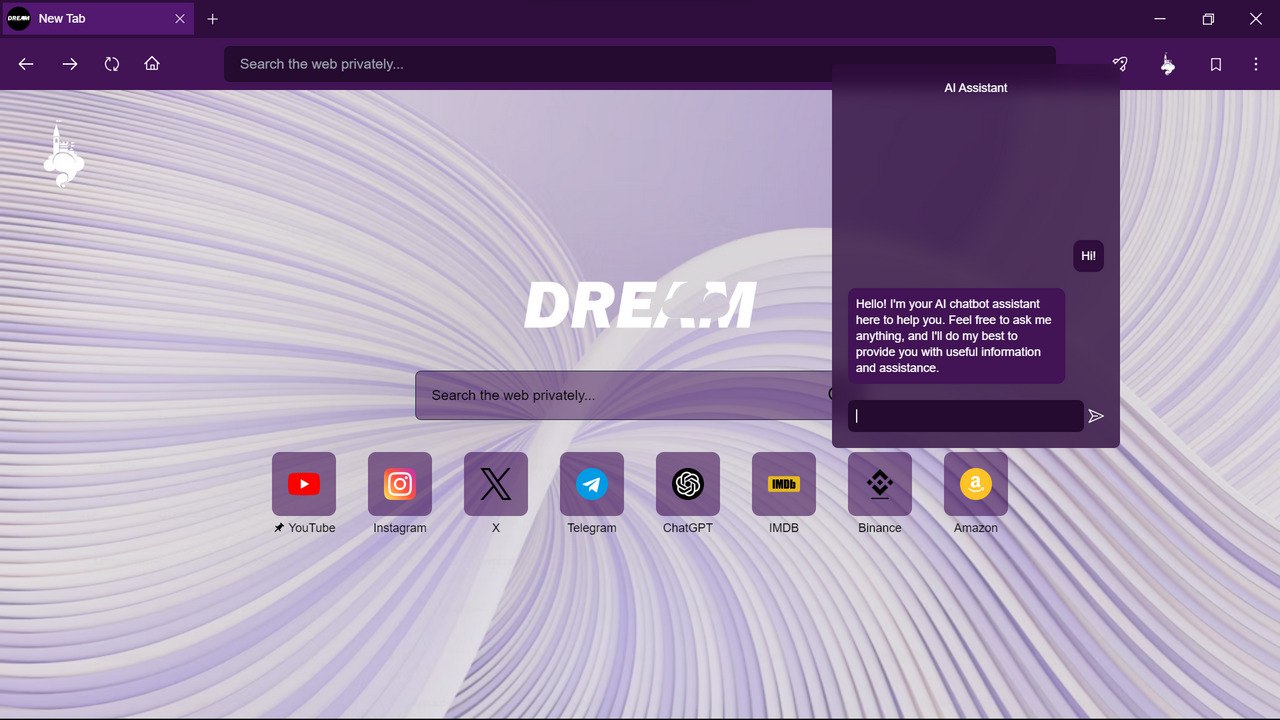 DREAM New Tab
Search the web privately...
AI Assistant
Hi!
Hello! I'm your AI chatbot assistant
here to help you. Feel free to ask me
anything, and I'll do my best to
provide you with useful information
and assistance.
DREAM
Search the web privately...
IMDb
YouTube
Instagram
X
Telegram
ChatGPT
IMDB
Binance
Amazon